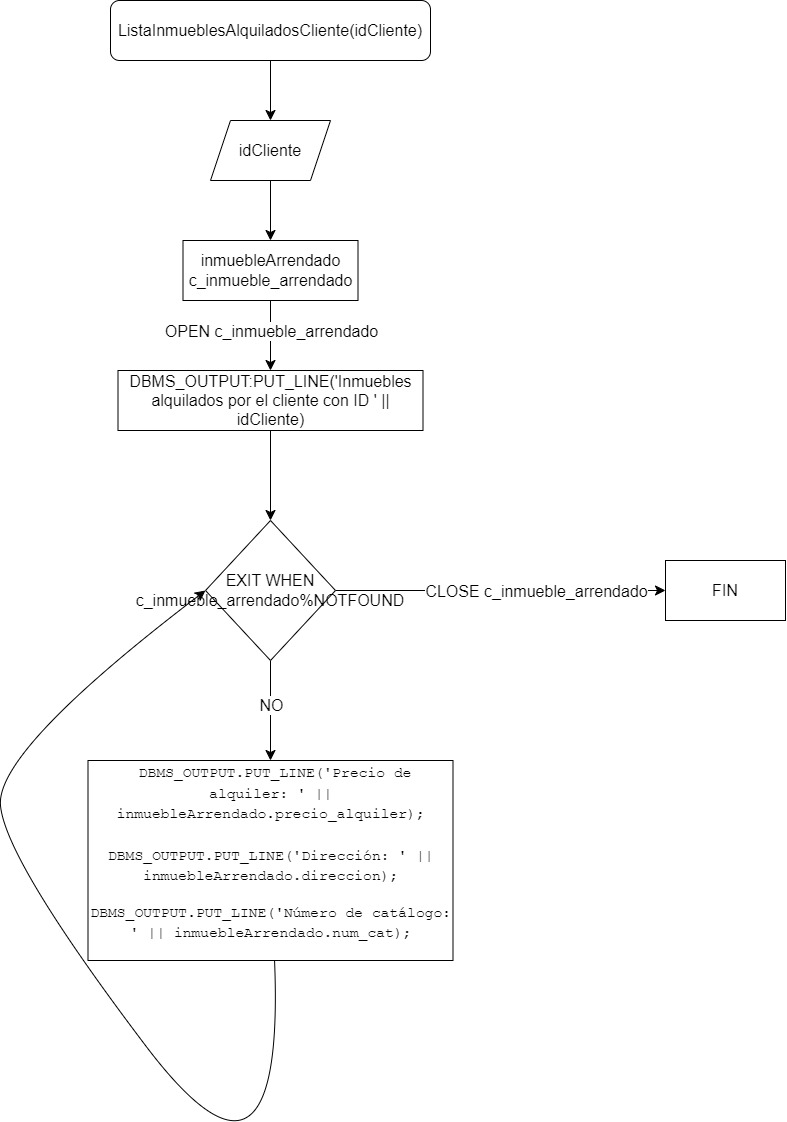 ListaInmueblesAlquiladosCliente(idCliente)
idCliente
inmuebleArrendado
c_inmueble_arrendado
OPEN c_inmueble_arrendado
DBMS_OUTPUT:PUT_LINE('Inmuebles
alquilados por el cliente con ID ' ||
idCliente)
EXIT WHEN
c_inmueble_arrendado%NOTFOUND
CLOSE c_inmueble_arrendado
FIN
NO
DBMS_OUTPUT.PUT_LINE('Precio de
alquiler: ' ||
inmuebleArrendado.precio_alquiler);
DBMS_OUTPUT.PUT_LINE('Dirección: ' ||
inmuebleArrendado.direccion);
DBMS_OUTPUT.PUT_LINE('Número de catálogo:
' || inmuebleArrendado.num_cat);